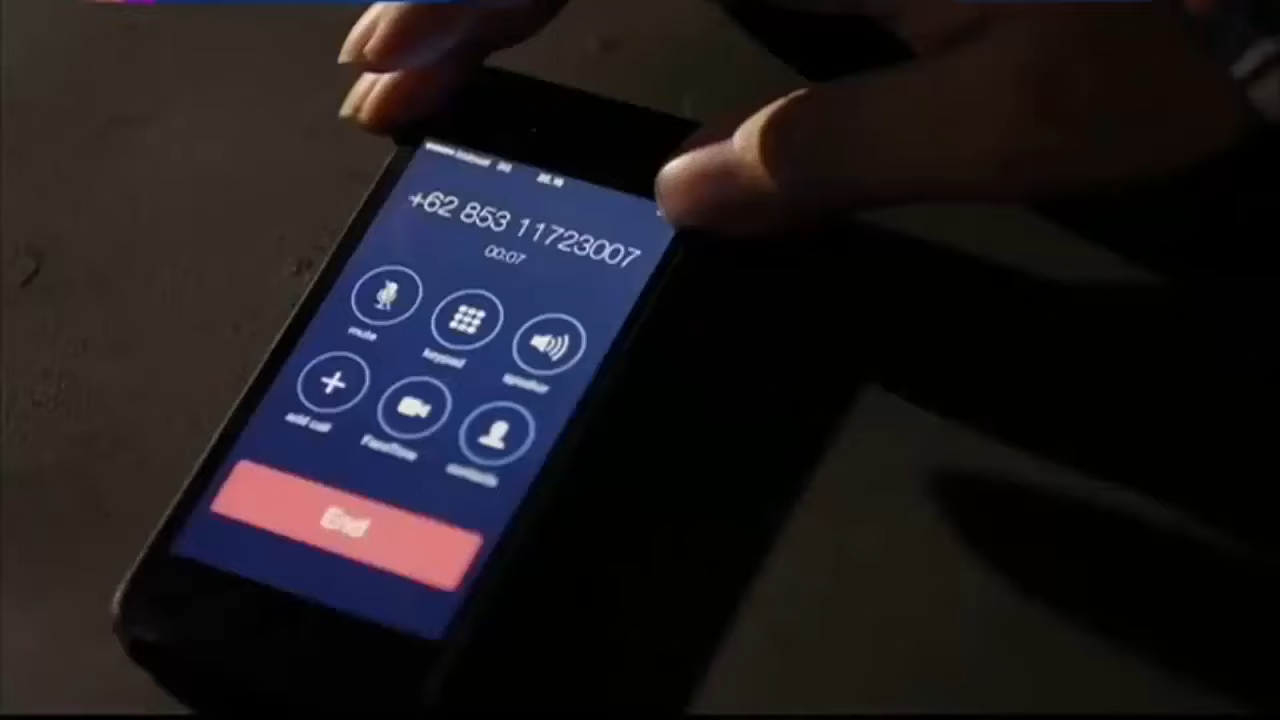 +62 853 11723007
00:07
mute
keypad
speaker
add call
FaceTime
contacts
End